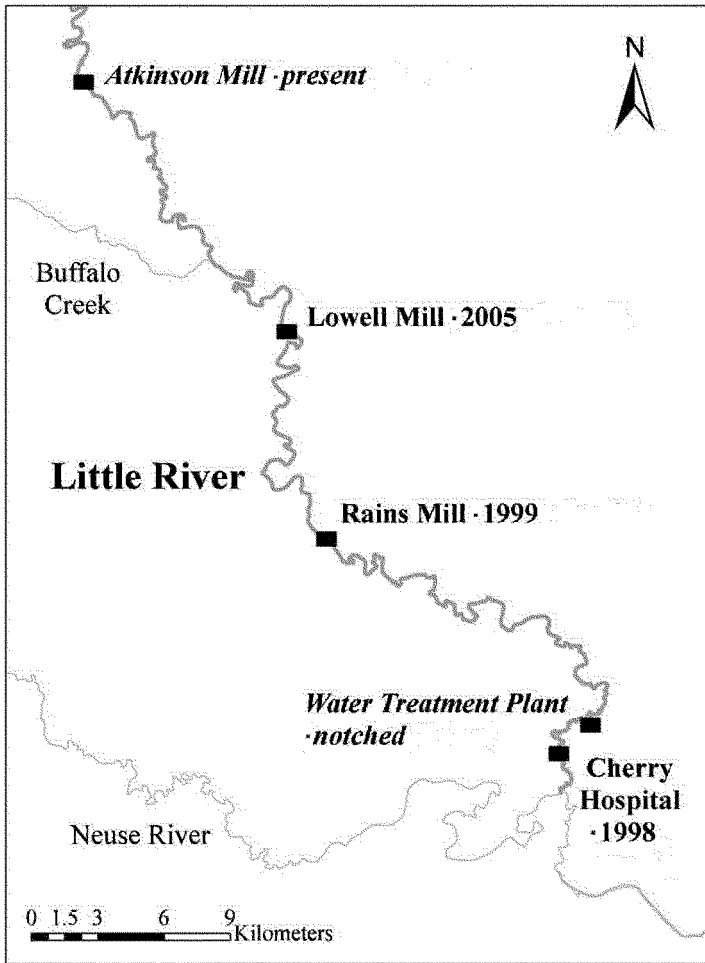 N
Atkinson Mill ·present
Buffalo
Creek
Lowell Mill ·2005
Little River
Rains Mill ·1999
Water Treatment Plant
·notched
Cherry
Hospital
·1998
Neuse River
0 1.5 3 6 9
Kilometers